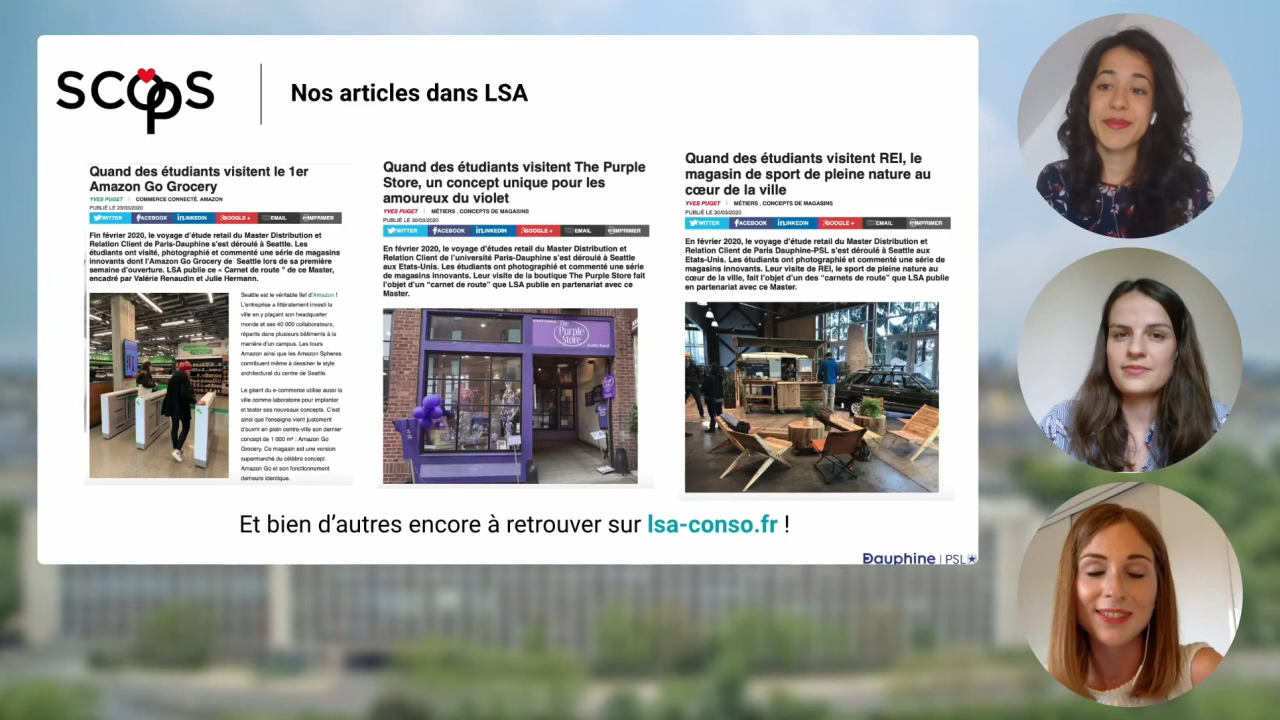 SCOPS
Nos articles dans LSA
Quand des étudiants visitent le 1er
Amazon Go Grocery
YVES PUGET | COMMERCE CONNECTÉ, AMAZON
PUBLIÉ LE 23/03/2020
TWITTER FACEBOOK LINKEDIN GOOGLE + EMAIL IMPRIMER
Fin février 2020, le voyage d'étude retail du Master Distribution et
Relation Client de Paris-Dauphine s'est déroulé à Seattle. Les
étudiants ont visité, photographié et commenté une série de magasins
innovants dont l'Amazon Go Grocery de Seattle lors de sa première
semaine d'ouverture. LSA publie ce « Carnet de route " de ce Master,
encadré par Valérie Renaudin et Julie Hermann.
Seattle est le véritable fief d'Amazon !
L'entreprise a littéralement investi la
ville en y plaçant son headquarter
monde et ses 40 000 collaborateurs,
répartis dans plusieurs bâtiments à la
manière d'un campus. Les tours
Amazon ainsi que les Amazon Spheres
contribuent même à dessiner le style
architectural du centre de Seattle.
Le géant du e-commerce utilise aussi la
ville comme laboratoire pour implanter
et tester ses nouveaux concepts. C'est
ainsi que l'enseigne vient justement
d'ouvrir en plein centre-ville son dernier
concept de 1 000 m² : Amazon Go
Grocery. Ce magasin est une version
supermarché du célèbre concept
Amazon Go et son fonctionnement
demeure identique.
Quand des étudiants visitent The Purple
Store, un concept unique pour les
amoureux du violet
YVES PUGET | MÉTIERS , CONCEPTS DE MAGASINS
PUBLIÉ LE 30/03/2020
TWITTER FACEBOOK LINKEDIN GOOGLE + EMAIL IMPRIMER
En février 2020, le voyage d'études retail du Master Distribution et
Relation Client de l'université Paris-Dauphine s'est déroulé à Seattle
aux Etats-Unis. Les étudiants ont photographié et commenté une série
de magasins innovants. Leur visite de la boutique The Purple Store fait
l'objet d'un "carnet de route" que LSA publie en partenariat avec ce
Master.
The
Purple
Store
Quand des étudiants visitent REI, le
magasin de sport de pleine nature au
cœur de la ville
YVES PUGET | MÉTIERS , CONCEPTS DE MAGASINS
PUBLIÉ LE 30/03/2020
TWITTER FACEBOOK LINKEDIN GOOGLE + EMAIL IMPRIMER
En février 2020, le voyage retail du Master Distribution et
Relation Client de Paris Dauphine-PSL s'est déroulé à Seattle aux
Etats-Unis. Les étudiants ont photographié et commenté une série de
magasins innovants. Leur visite de REI, le sport de pleine nature au
cœur de la ville, fait l'objet d'un des "carnets de route" que LSA publie
en partenariat avec ce Master.
Et bien d'autres encore à retrouver sur lsa-conso.fr !
Dauphine | PSL